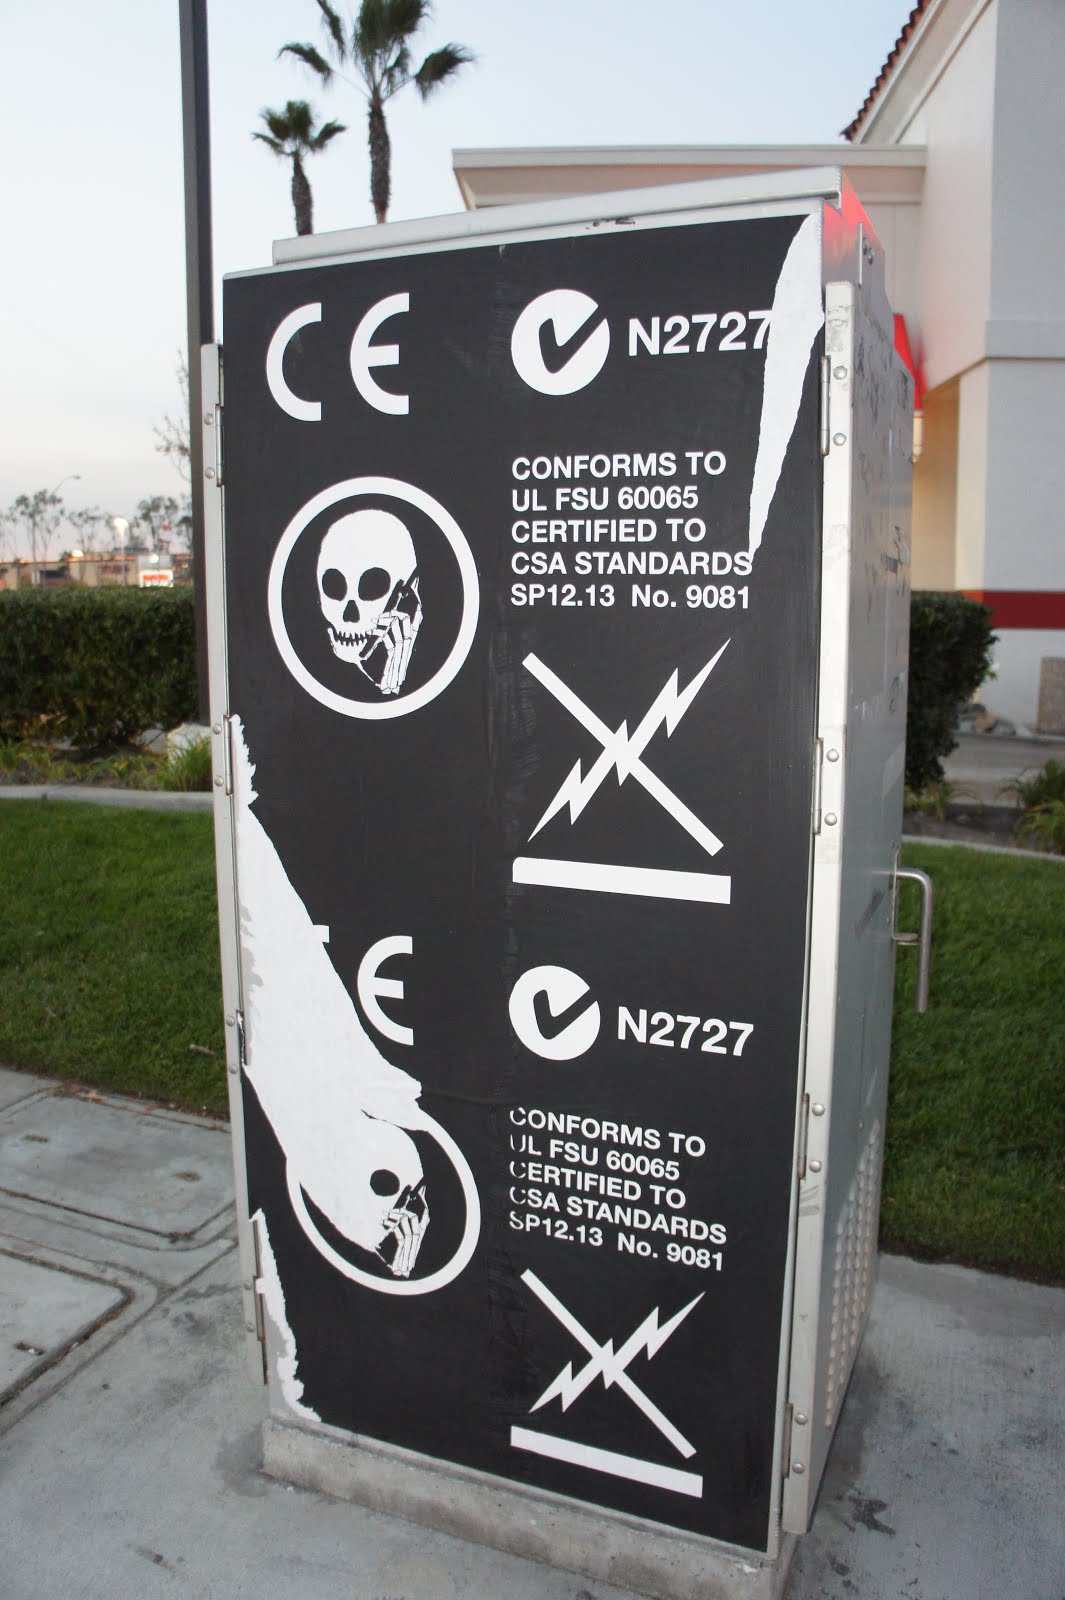 CE
N2727
CONFORMS TO
UL FSU 60065
CERTIFIED TO
CSA STANDARDS
SP12.13 No. 9081
E
N2727
CONFORMS TO
UL FSU 60065
CERTIFIED TO
CSA STANDARDS
SP12.13 No. 9081